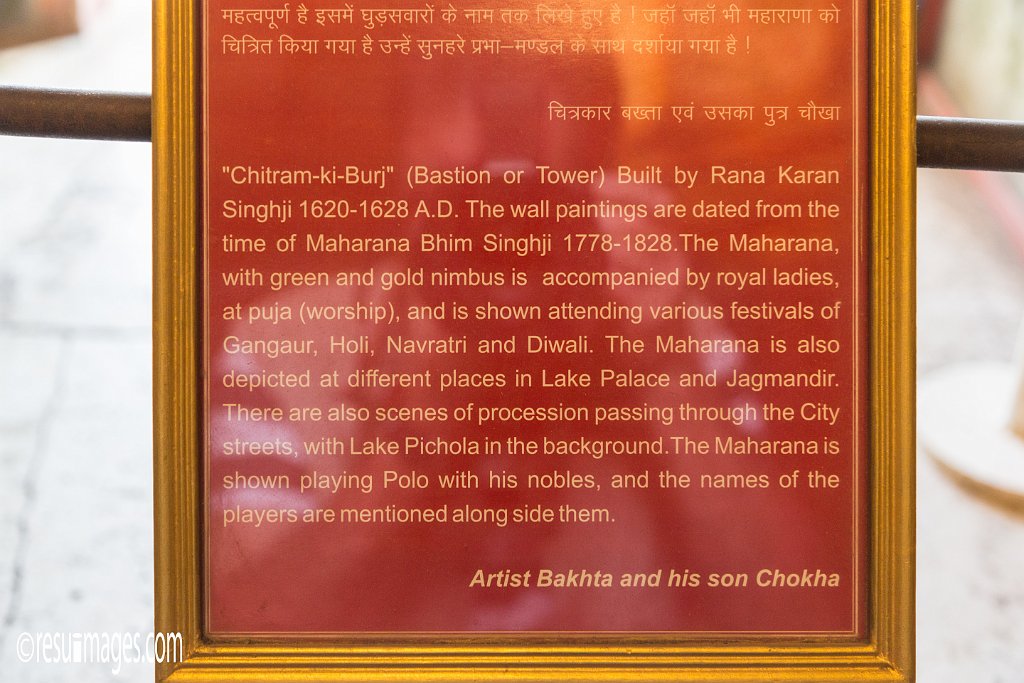 महत्वपूर्ण है इसमें घुड़सवारों के नाम तक लिखे हुए है ! जहॉ जहॉ भी महाराणा को
चित्रित किया गया है उन्हें सुनहरे प्रभा–मण्डल के साथ दर्शाया गया है !
चित्रकार बख्ता एवं उसका पुत्र चौखा
"Chitram-ki-Burj" (Bastion or Tower) Built by Rana Karan
Singhji 1620-1628 A.D. The wall paintings are dated from the
time of Maharana Bhim Singhji 1778-1828.The Maharana,
with green and gold nimbus is accompanied by royal ladies,
at puja (worship), and is shown attending various festivals of
Gangaur, Holi, Navratri and Diwali. The Maharana is also
depicted at different places in Lake Palace and Jagmandir.
There are also scenes of procession passing through the City
streets, with Lake Pichola in the background.The Maharana is
shown playing Polo with his nobles, and the names of the
players are mentioned along side them.
Artist Bakhta and his son Chokha
©resuimages.com